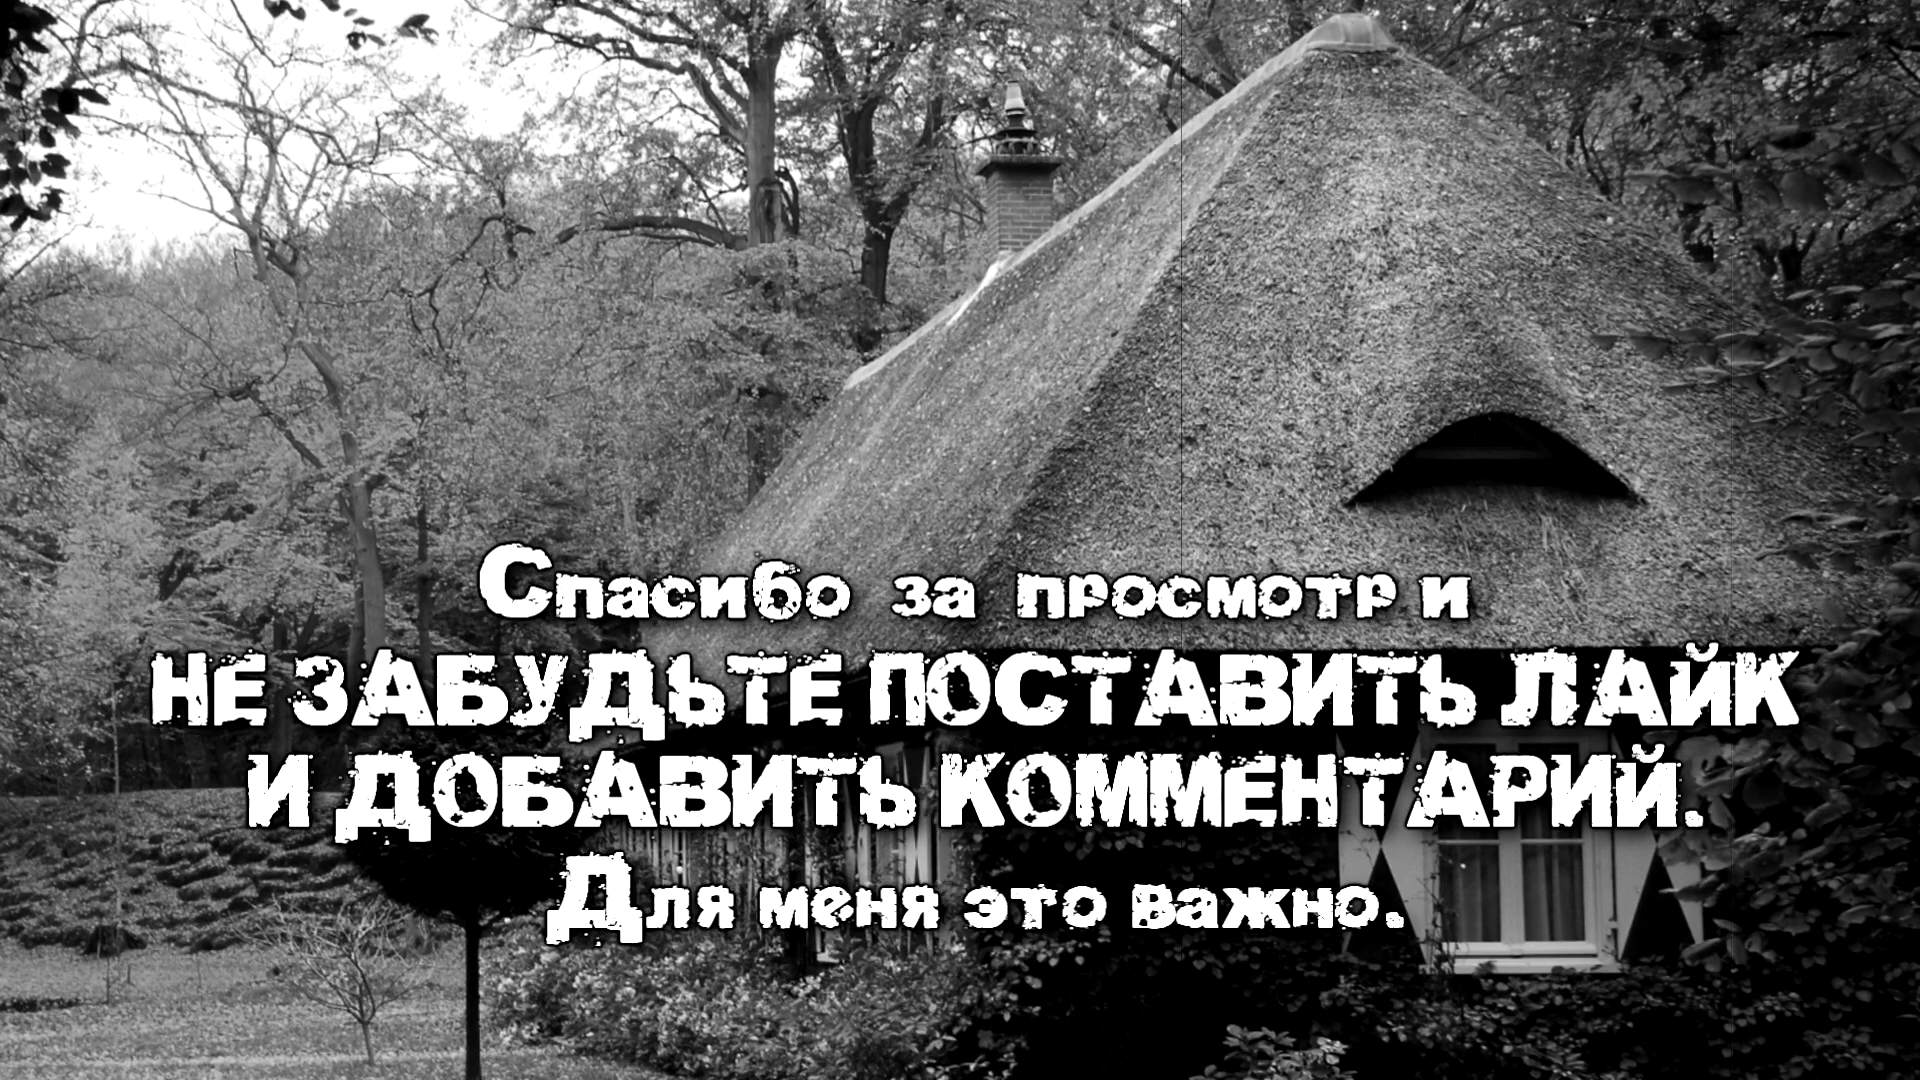 Спасибо за просмотр и
НЕ ЗАБУДЬТЕ ПОСТАВИТЬ ЛАЙК
И ДОБАВИТЬ КОММЕНТАРИЙ.
Для меня это важно.